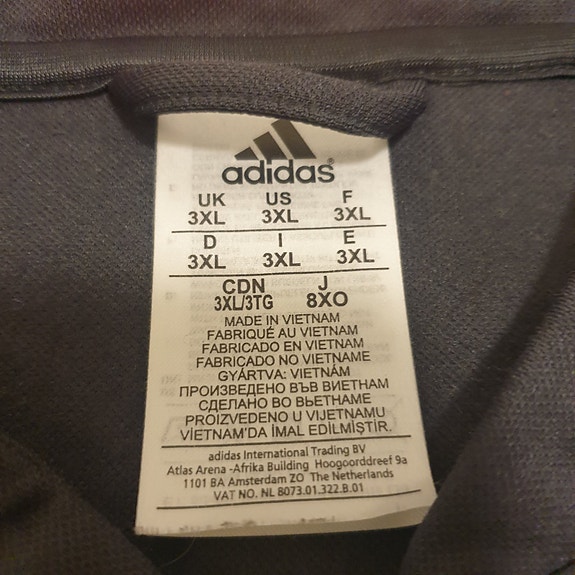 adidas®
UK US F
3XL 3XL 3XL
D I E
3XL 3XL 3XL
CDN J
3XL/3TG 8XO
MADE IN VIETNAM
FABRIQUÉ AU VIETNAM
FABRICADO EN VIETNAM
FABRICADO NO VIETNAME
GYÁRTVA: VIETNÁM
ПРОИЗВЕДЕНО ВЪВ ВИЕТНАМ
СДЕЛАНО ВО ВЬЕТНАМЕ
PROIZVEDENO U VIJETNAMU
VİETNAM'DA İMAL EDİLMİŞTİR.
adidas International Trading BV
Atlas Arena -Afrika Building Hoogoorddreef 9a
1101 BA Amsterdam ZO The Netherlands
VAT NO. NL 8073.01.322.B.01